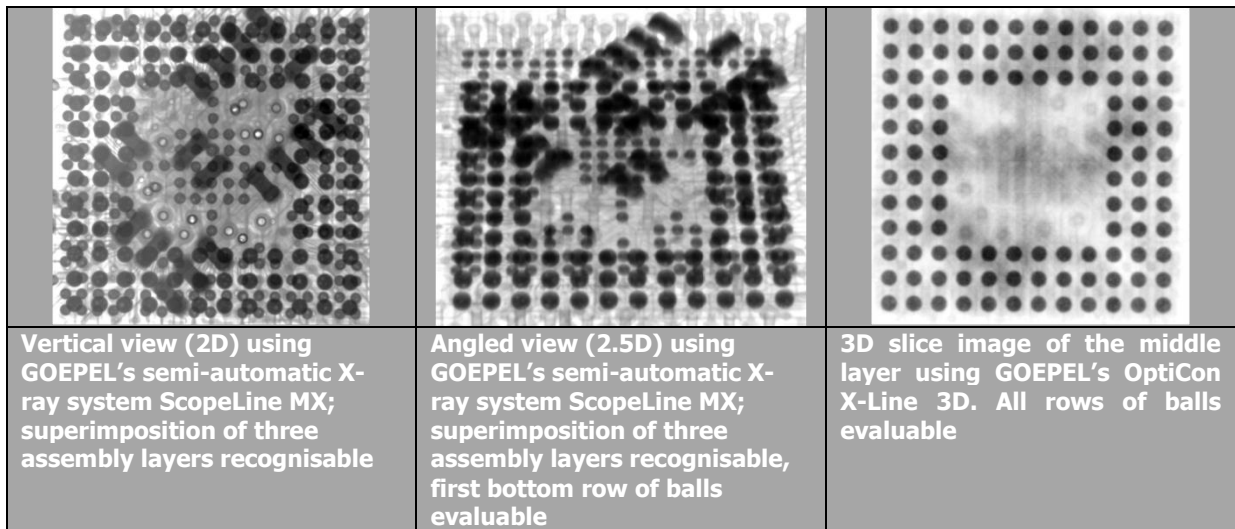 Vertical view (2D) using
GOEPEL's semi-automatic X-
ray system ScopeLine MX;
superimposition of three
assembly layers recognisable
Angled view (2.5D) using
GOEPEL's semi-automatic X-
ray system ScopeLine MX;
superimposition of three
assembly layers recognisable,
first bottom row of balls
evaluable
3D slice image of the middle
layer using GOEPEL's OptiCon
X-Line 3D. All rows of balls
evaluable